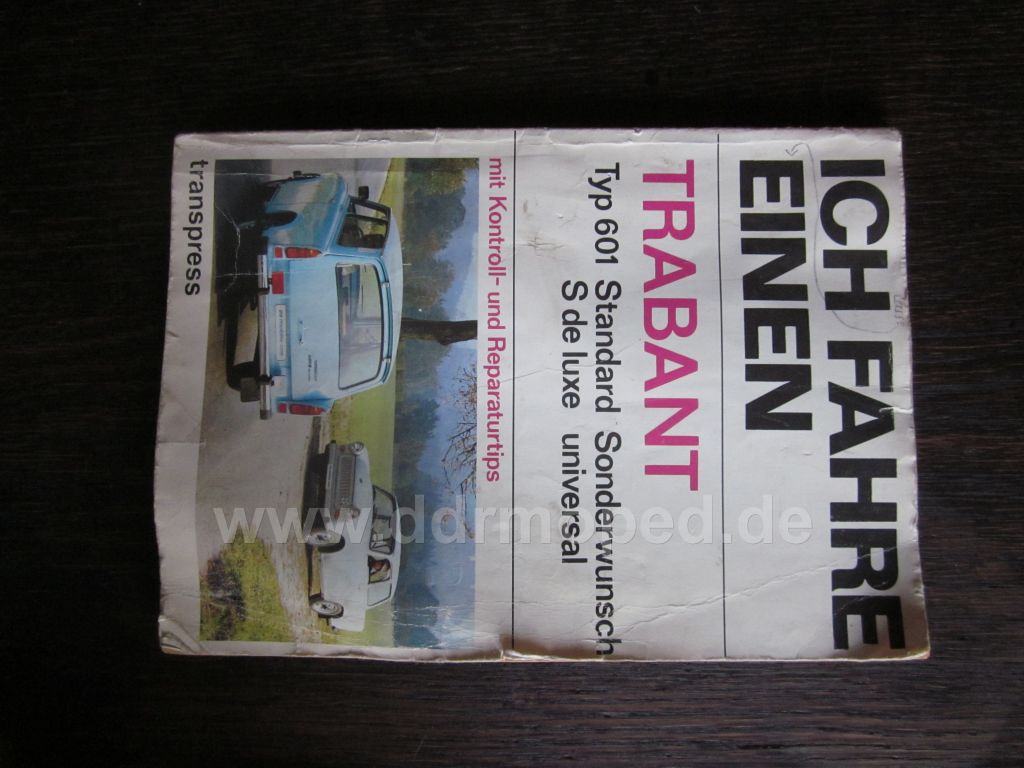 ICH FAHRE
EINEN
TRABANT
Typ 601 Standard Sonderwunsch
S de luxe universal
mit Kontroll- und Reparaturtips
transpress
www.ddrmoped.de